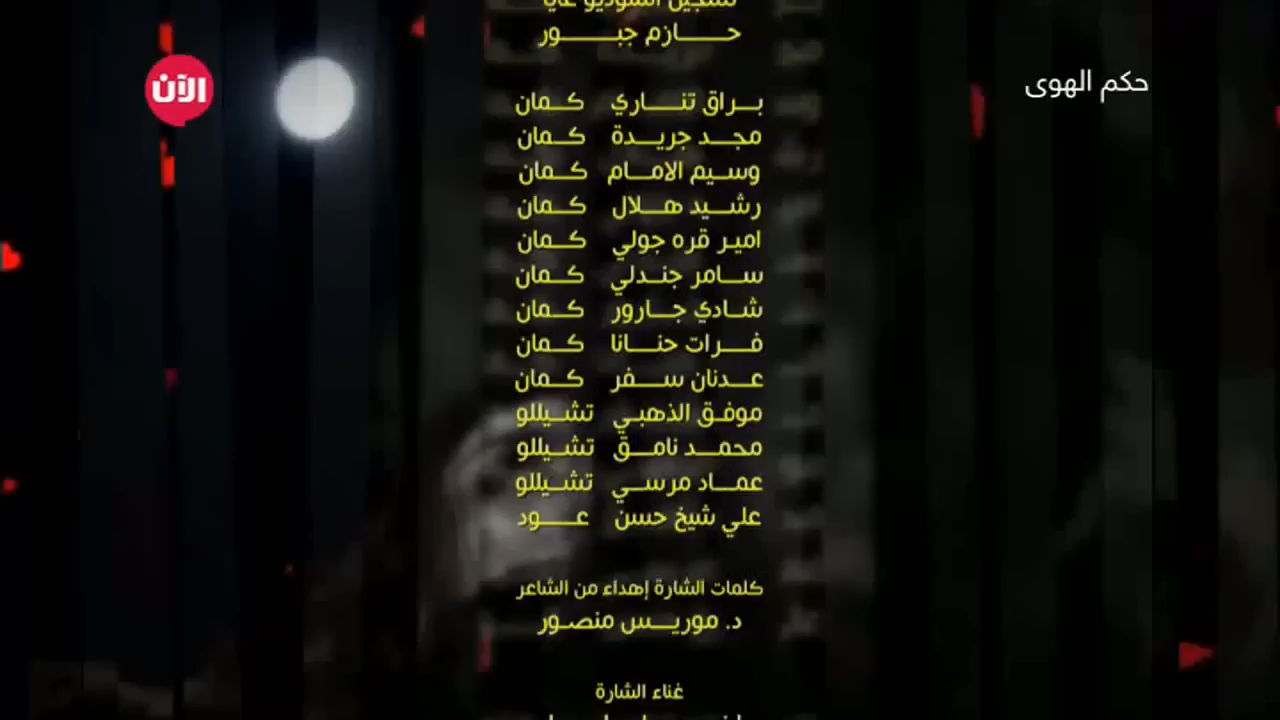 الآن
حكم الهوى
حازم جبور
براق تناري كمان
مجد جريدة كمان
وسيم الامام كمان
رشيد هلال كمان
امير قره جولي كمان
سامر جندلي كمان
شادي جارور كمان
فرات حنانا كمان
عدنان سفر كمان
موفق الذهبي تشيللو
محمد نامق تشيللو
عماد مرسي تشيللو
علي شيخ حسن عود
كلمات الشارة إهداء من الشاعر
د. موريس منصور
غناء الشارة